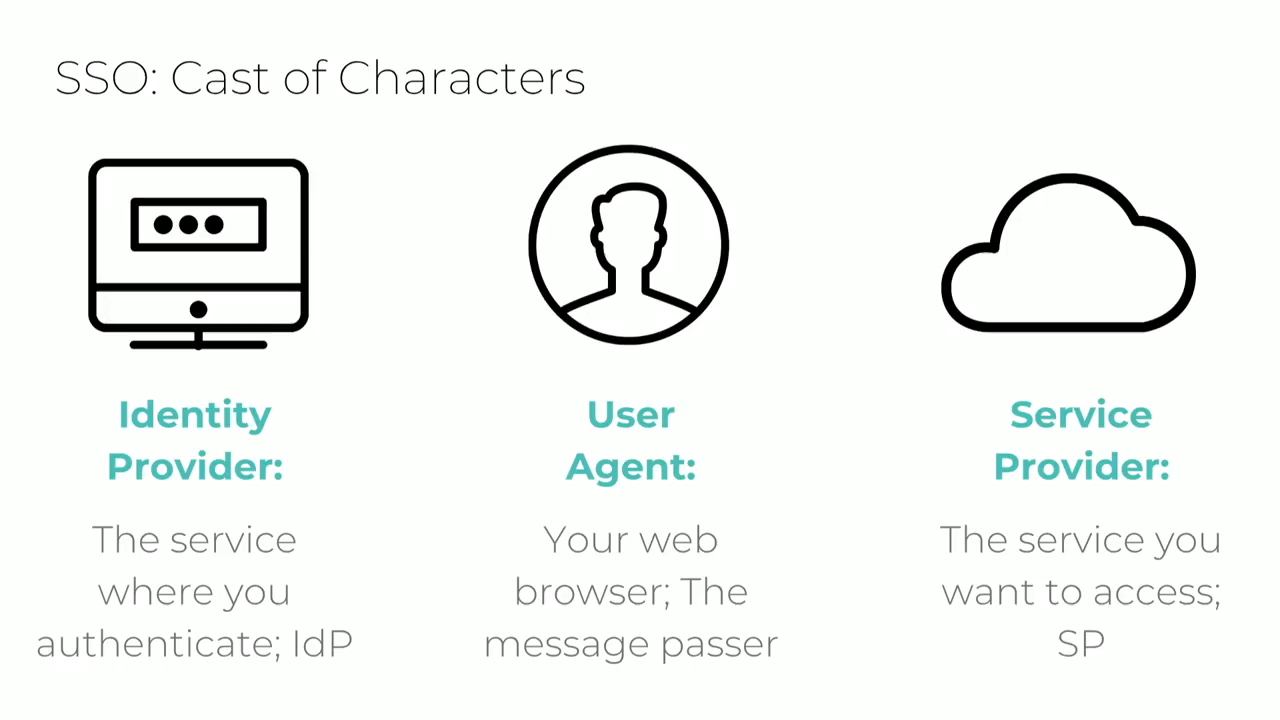 SSO: Cast of Characters
Identity
Provider:
The service
where you
authenticate; IdP
User
Agent:
Your web
browser; The
message passer
Service
Provider:
The service you
want to access;
SP